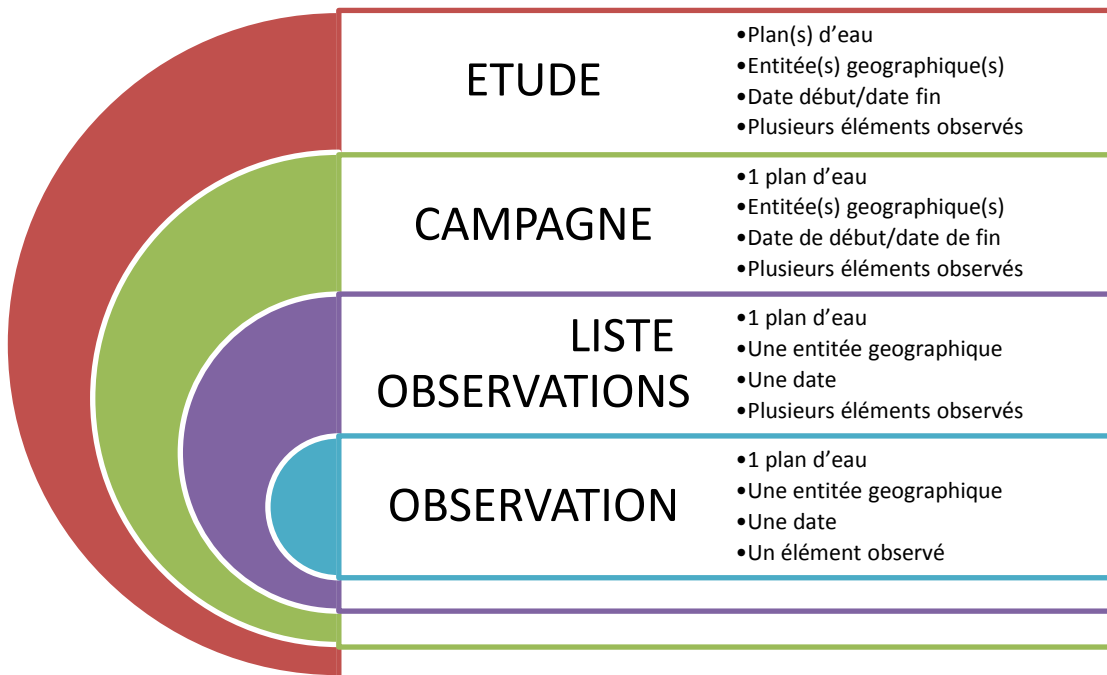 ETUDE
•Plan(s) d’eau
•Entitée(s) geographique(s)
•Date début/date fin
•Plusieurs éléments observés
CAMPAGNE
•1 plan d’eau
•Entitée(s) geographique(s)
•Date de début/date de fin
•Plusieurs éléments observés
LISTE
OBSERVATIONS
•1 plan d’eau
•Une entitée geographique
•Une date
•Plusieurs éléments observés
OBSERVATION
•1 plan d’eau
•Une entitée geographique
•Une date
•Un élément observé